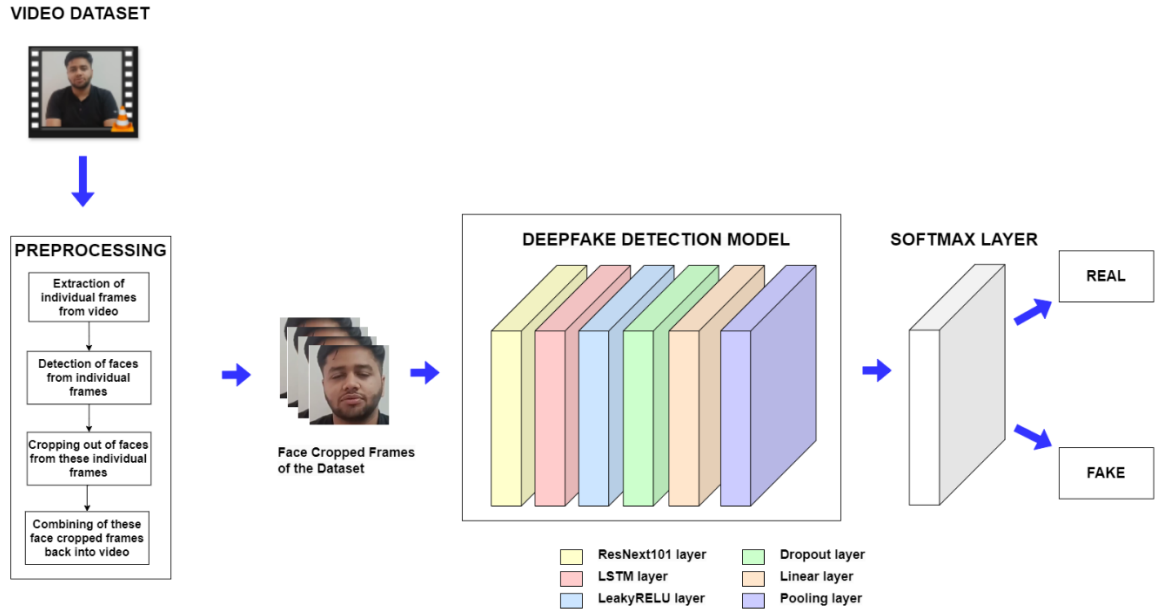 VIDEO DATASET
PREPROCESSING
Extraction of
individual frames
from video
Detection of faces
from individual
frames
Cropping out of faces
from these individual
frames
Combining of these
face cropped frames
back into video
Face Cropped Frames
of the Dataset
DEEPFAKE DETECTION MODEL
ResNext101 layer
LSTM layer
LeakyRELU layer
Dropout layer
Linear layer
Pooling layer
SOFTMAX LAYER
REAL
FAKE